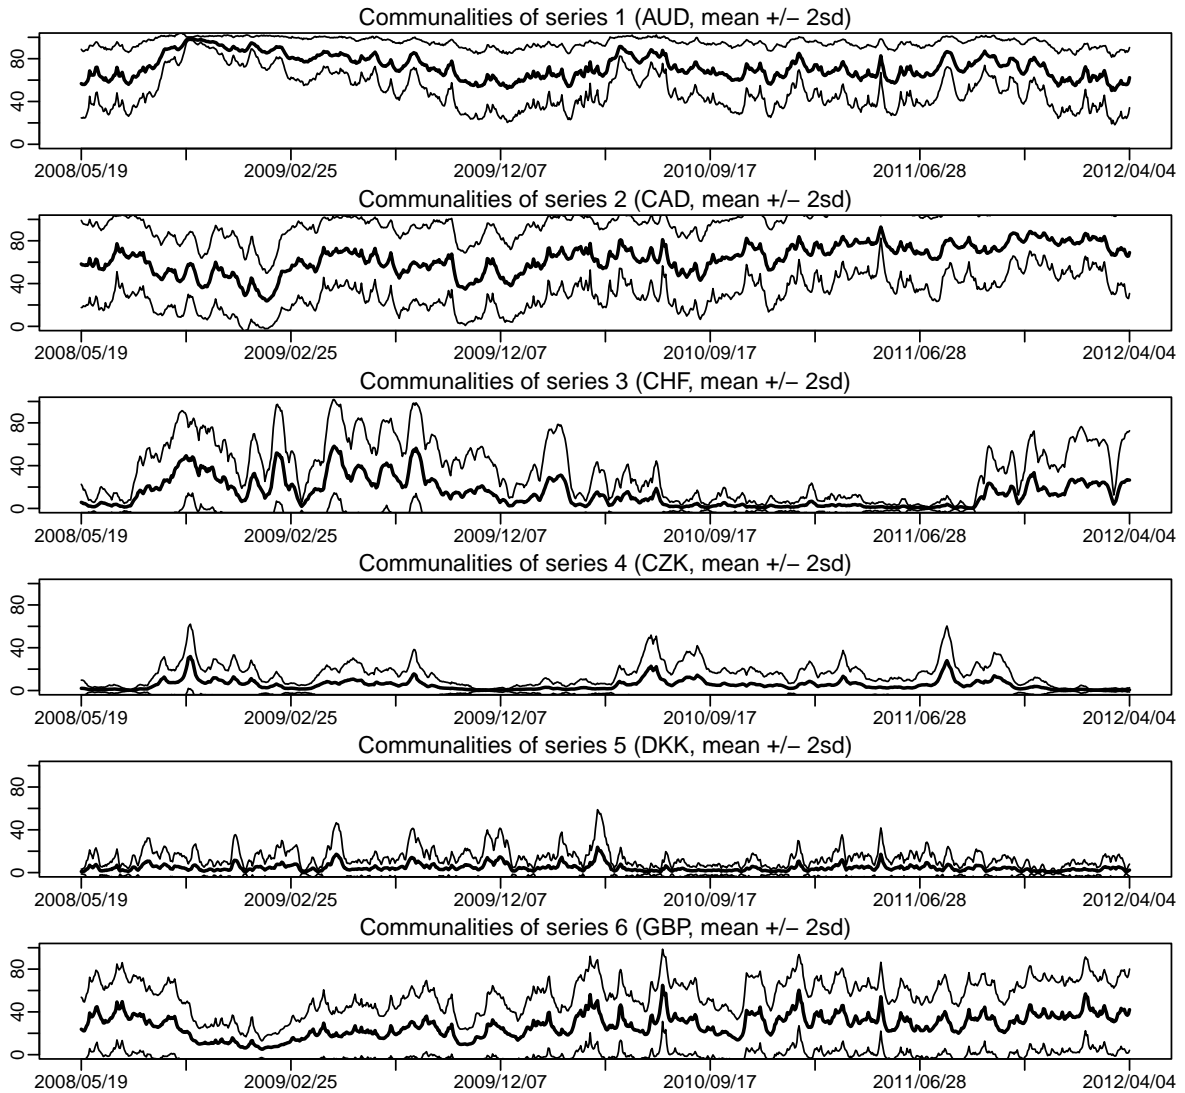 Communalities of series 1 (AUD, mean +/− 2sd)
80
40
0
2008/05/19 2009/02/25 2009/12/07 2010/09/17 2011/06/28 2012/04/04
Communalities of series 2 (CAD, mean +/− 2sd)
80
40
0
2008/05/19 2009/02/25 2009/12/07 2010/09/17 2011/06/28 2012/04/04
Communalities of series 3 (CHF, mean +/− 2sd)
80
40
0
2008/05/19 2009/02/25 2009/12/07 2010/09/17 2011/06/28 2012/04/04
Communalities of series 4 (CZK, mean +/− 2sd)
80
40
0
2008/05/19 2009/02/25 2009/12/07 2010/09/17 2011/06/28 2012/04/04
Communalities of series 5 (DKK, mean +/− 2sd)
80
40
0
2008/05/19 2009/02/25 2009/12/07 2010/09/17 2011/06/28 2012/04/04
Communalities of series 6 (GBP, mean +/− 2sd)
80
40
0
2008/05/19 2009/02/25 2009/12/07 2010/09/17 2011/06/28 2012/04/04